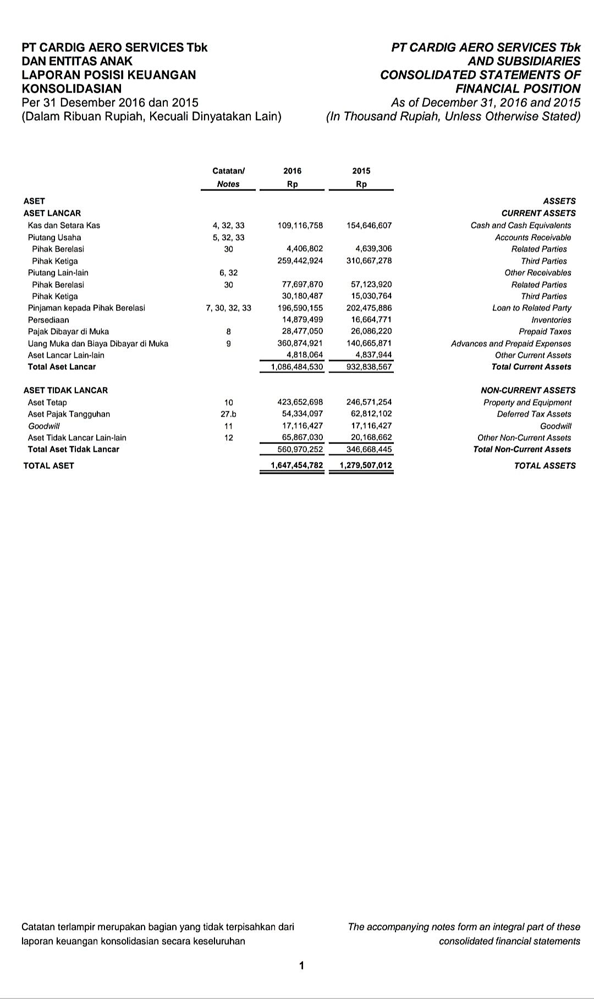 PT CARDIG AERO SERVICES Tbk
DAN ENTITAS ANAK
LAPORAN POSISI KEUANGAN
KONSOLIDASIAN
Per 31 Desember 2016 dan 2015
(Dalam Ribuan Rupiah, Kecuali Dinyatakan Lain)
PT CARDIG AERO SERVICES Tbk
AND SUBSIDIARIES
CONSOLIDATED STATEMENTS OF
FINANCIAL POSITION
As of December 31, 2016 and 2015
(In Thousand Rupiah, Unless Otherwise Stated)
Catatan/ 2016 2015
Notes Rp Rp
ASET ASSETS
ASET LANCAR CURRENT ASSETS
Kas dan Setara Kas 4, 32, 33 109,116,758 154,646,607 Cash and Cash Equivalents
Piutang Usaha 5, 32, 33 Accounts Receivable
Pihak Berelasi 30 4,406,802 4,639,306 Related Parties
Pihak Ketiga 259,442,924 310,667,278 Third Parties
Piutang Lain-lain 6, 32 Other Receivables
Pihak Berelasi 30 77,697,870 57,123,920 Related Parties
Pihak Ketiga 30,180,487 15,030,764 Third Parties
Pinjaman kepada Pihak Berelasi 7, 30, 32, 33 196,590,155 202,475,886 Loan to Related Party
Persediaan 14,879,499 16,664,771 Inventories
Pajak Dibayar di Muka 8 28,477,050 26,086,220 Prepaid Taxes
Uang Muka dan Biaya Dibayar di Muka 9 360,874,921 140,665,871 Advances and Prepaid Expenses
Aset Lancar Lain-lain 4,818,064 4,837,944 Other Current Assets
Total Aset Lancar 1,086,484,530 932,838,567 Total Current Assets
ASET TIDAK LANCAR NON-CURRENT ASSETS
Aset Tetap 10 423,652,698 246,571,254 Property and Equipment
Aset Pajak Tangguhan 27.b 54,334,097 62,812,102 Deferred Tax Assets
Goodwill 11 17,116,427 17,116,427 Goodwill
Aset Tidak Lancar Lain-lain 12 65,867,030 20,168,662 Other Non-Current Assets
Total Aset Tidak Lancar 560,970,252 346,668,445 Total Non-Current Assets
TOTAL ASET 1,647,454,782 1,279,507,012 TOTAL ASSETS
Catatan terlampir merupakan bagian yang tidak terpisahkan dari
laporan keuangan konsolidasian secara keseluruhan
The accompanying notes form an integral part of these
consolidated financial statements
1